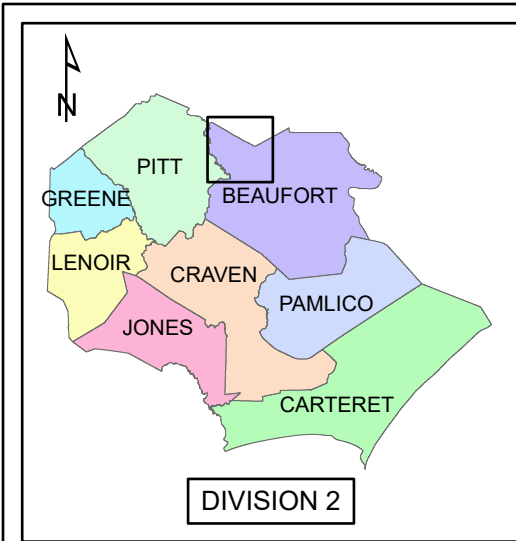 N
PITT
GREENE
BEAUFORT
LENOIR
CRAVEN
PAMLICO
JONES
CARTERET
DIVISION 2